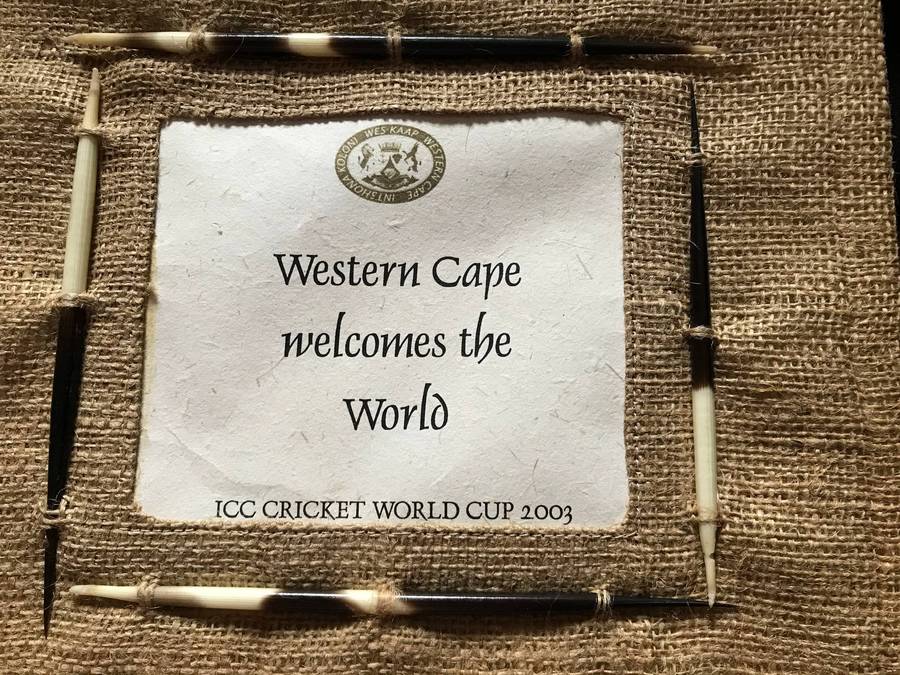 WES-KAAP WESTERN CAPE INTSHONA KOLONI
Western Cape
welcomes the
World
ICC CRICKET WORLD CUP 2003